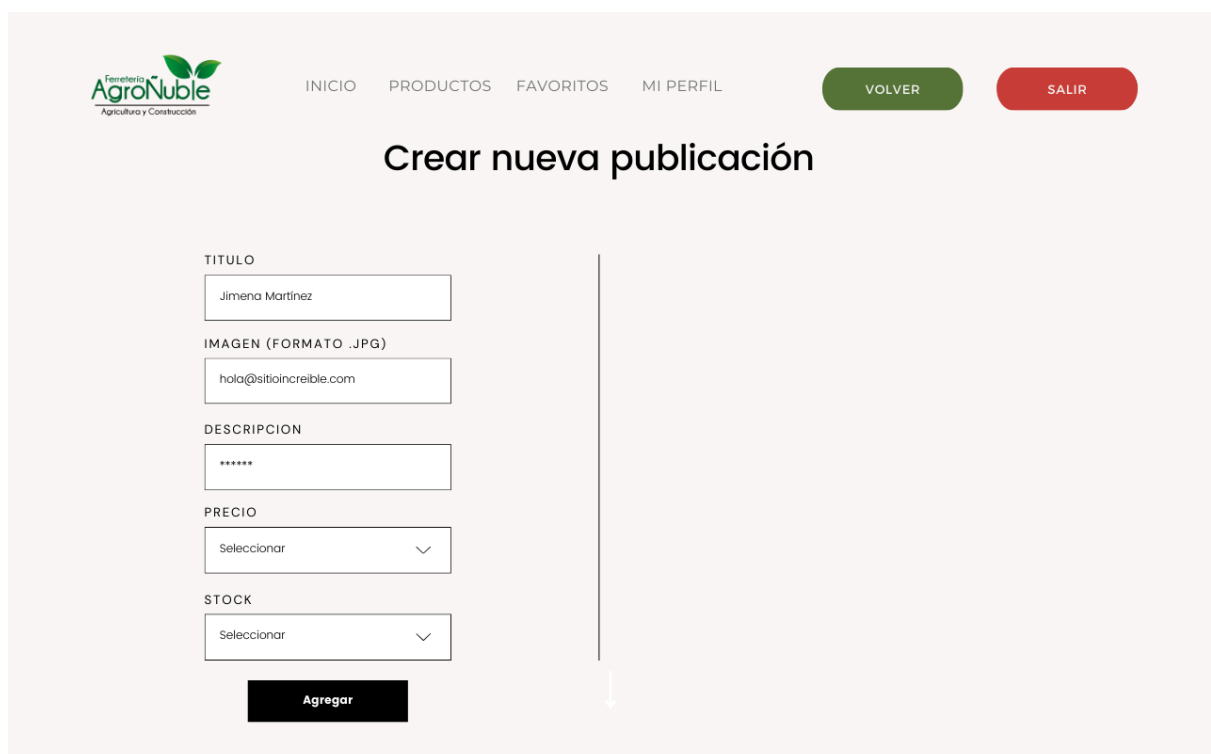 Ferretería
AgroÑuble
Agricultura y Construcción
INICIO PRODUCTOS FAVORITOS MI PERFIL VOLVER SALIR
Crear nueva publicación
TITULO
Jimena Martínez
IMAGEN (FORMATO .JPG)
hola@sitioincreible.com
DESCRIPCION
******
PRECIO
Seleccionar
STOCK
Seleccionar
Agregar